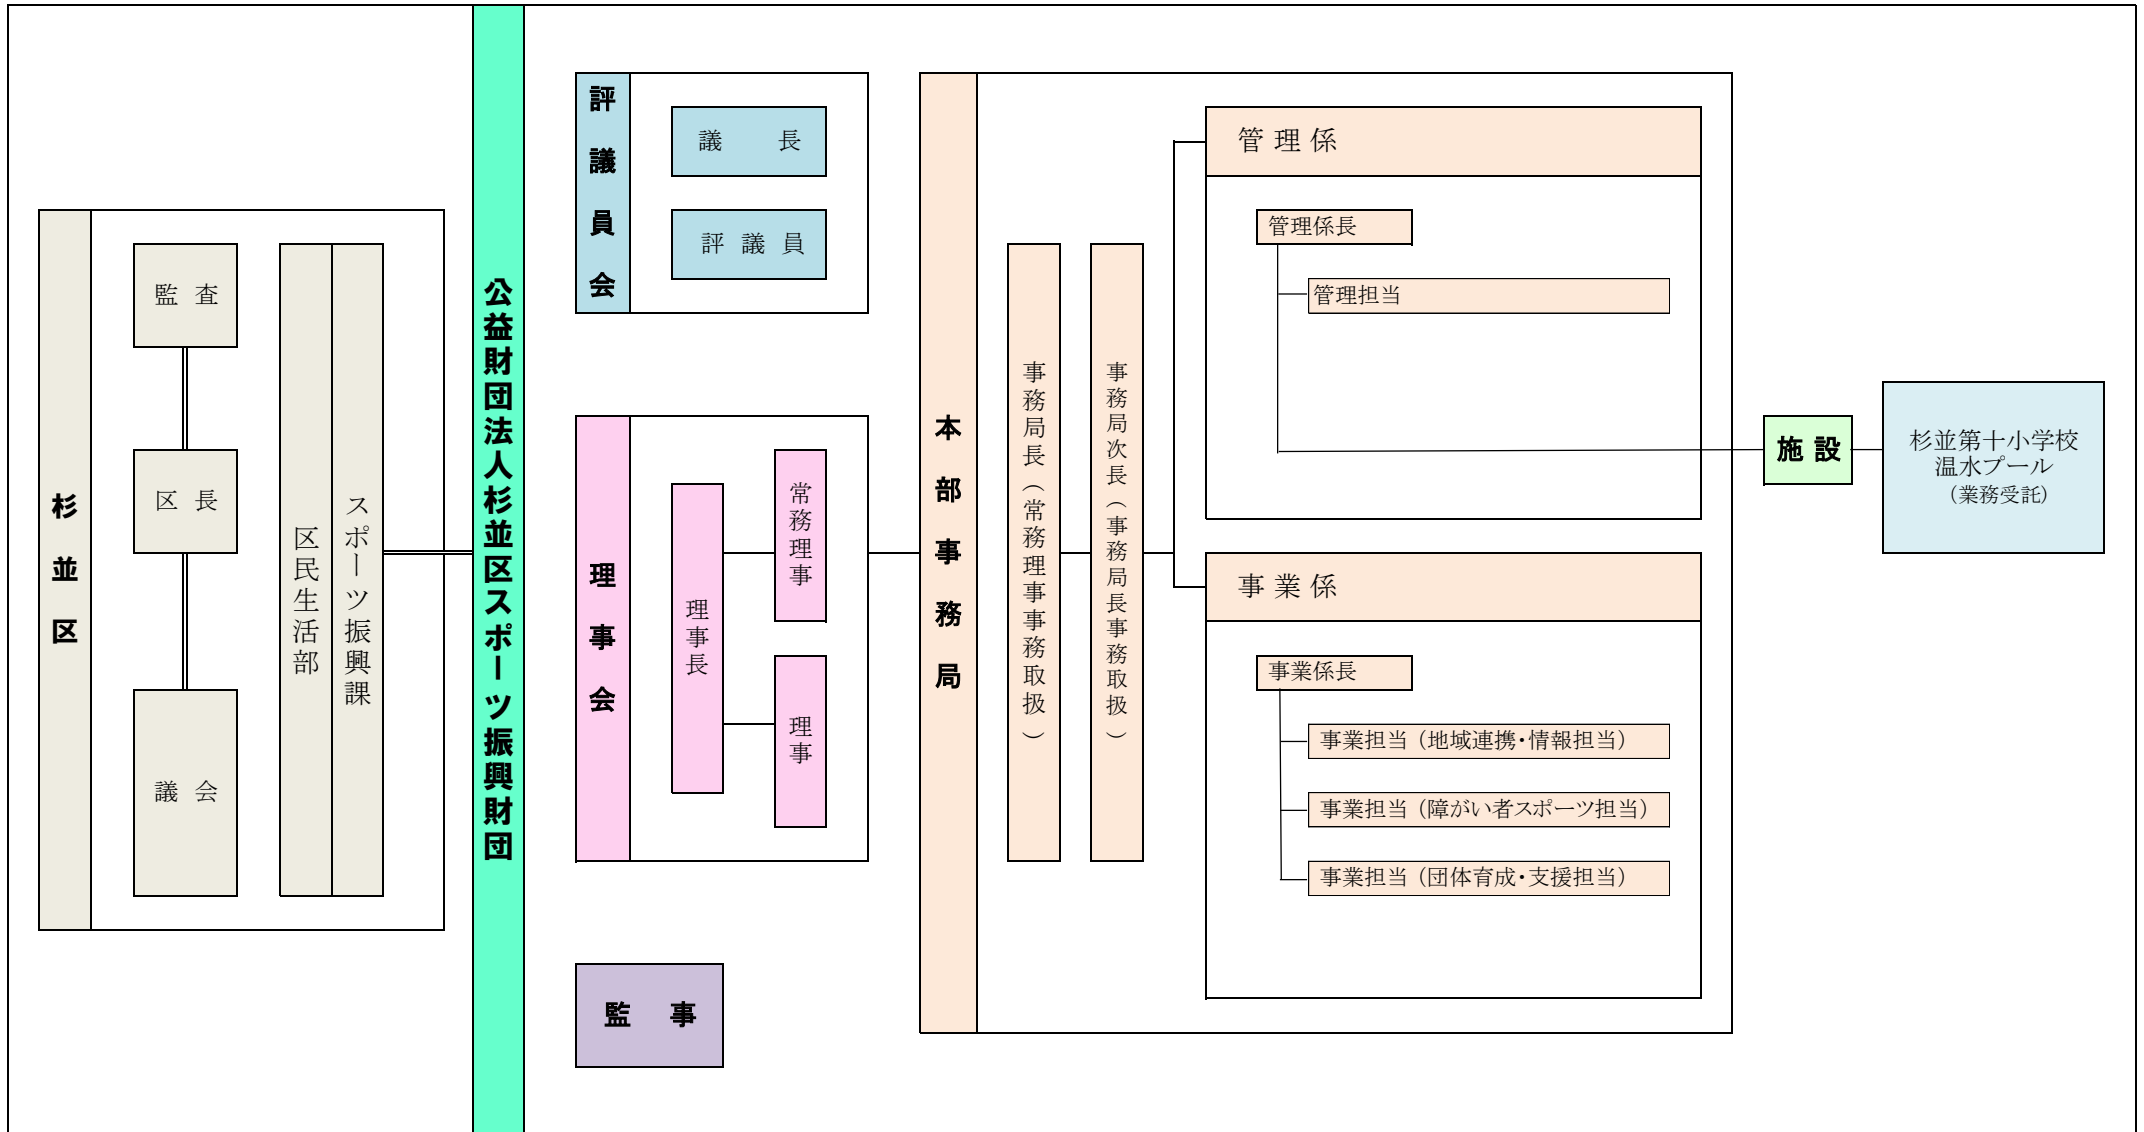 杉並区
監査
区長
議会
区民生活部
スポーツ振興課
公益財団法人杉並区スポーツ振興財団
評議員会
議長
評議員
理事会
理事長
常務理事
理事
監事
本部事務局
事務局長（常務理事事務取扱）
事務局次長（事務局長事務取扱）
管理係
管理係長
管理担当
事業係
事業係長
事業担当（地域連携・情報担当）
事業担当（障がい者スポーツ担当）
事業担当（団体育成・支援担当）
施設
杉並第十小学校
温水プール
（業務受託）